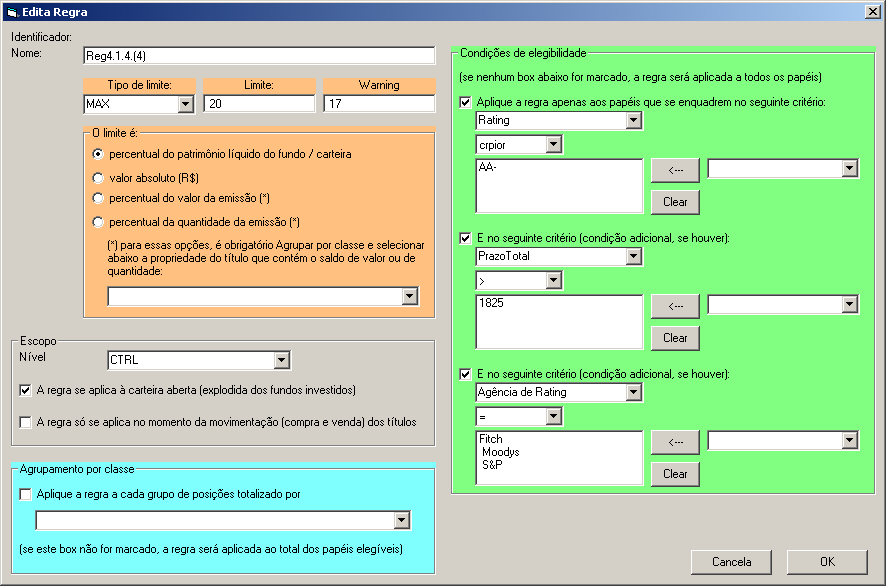 Edita Regra
Identificador:
Nome:
Reg4.1.4.(4)
Tipo de limite:
Limite:
Warning
MAX
20
17
O limite é:
percentual do patrimônio líquido do fundo / carteira
valor absoluto (R$)
percentual do valor da emissão (*)
percentual da quantidade da emissão (*)
(*) para essas opções, é obrigatório Agrupar por classe e selecionar
abaixo a propriedade do título que contém o saldo de valor ou de
quantidade:
Escopo
Nível
CTRL
A regra se aplica à carteira aberta (explodida dos fundos investidos)
A regra só se aplica no momento da movimentação (compra e venda) dos títulos
Agrupamento por classe
Aplique a regra a cada grupo de posições totalizado por
(se este box não for marcado, a regra será aplicada ao total dos papéis elegíveis)
Condições de elegibilidade
(se nenhum box abaixo for marcado, a regra será aplicada a todos os papéis)
Aplique a regra apenas aos papéis que se enquadrem no seguinte critério:
Rating
crpior
AA-
<---
Clear
E no seguinte critério (condição adicional, se houver):
PrazoTotal
>
1825
<---
Clear
E no seguinte critério (condição adicional, se houver):
Agência de Rating
=
Fitch
Moodys
S&P
<---
Clear
Cancela
OK